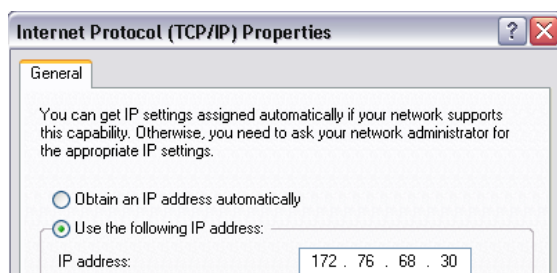 Internet Protocol (TCP/IP) Properties
General
You can get IP settings assigned automatically if your network supports
this capability. Otherwise, you need to ask your network administrator for
the appropriate IP settings.
Obtain an IP address automatically
Use the following IP address:
IP address: 172 . 76 . 68 . 30